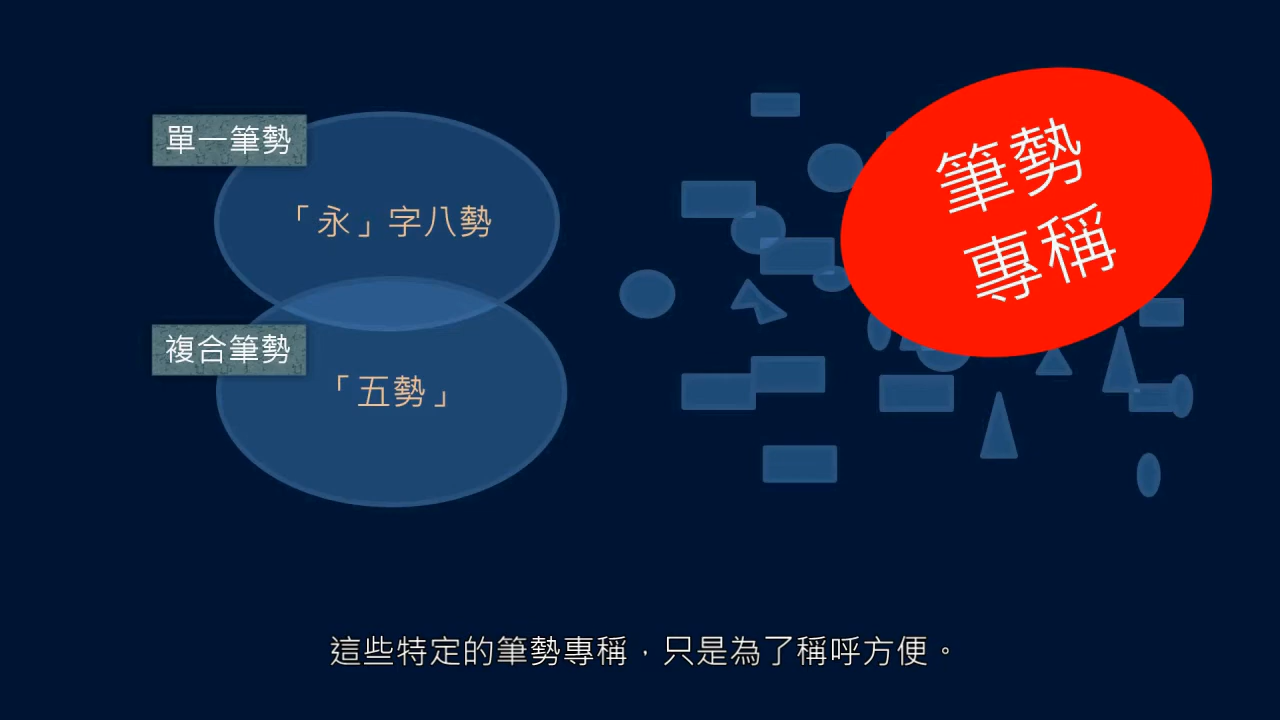 單一筆勢
「永」字八勢
複合筆勢
「五勢」
筆勢
專稱
這些特定的筆勢專稱，只是為了稱呼方便。